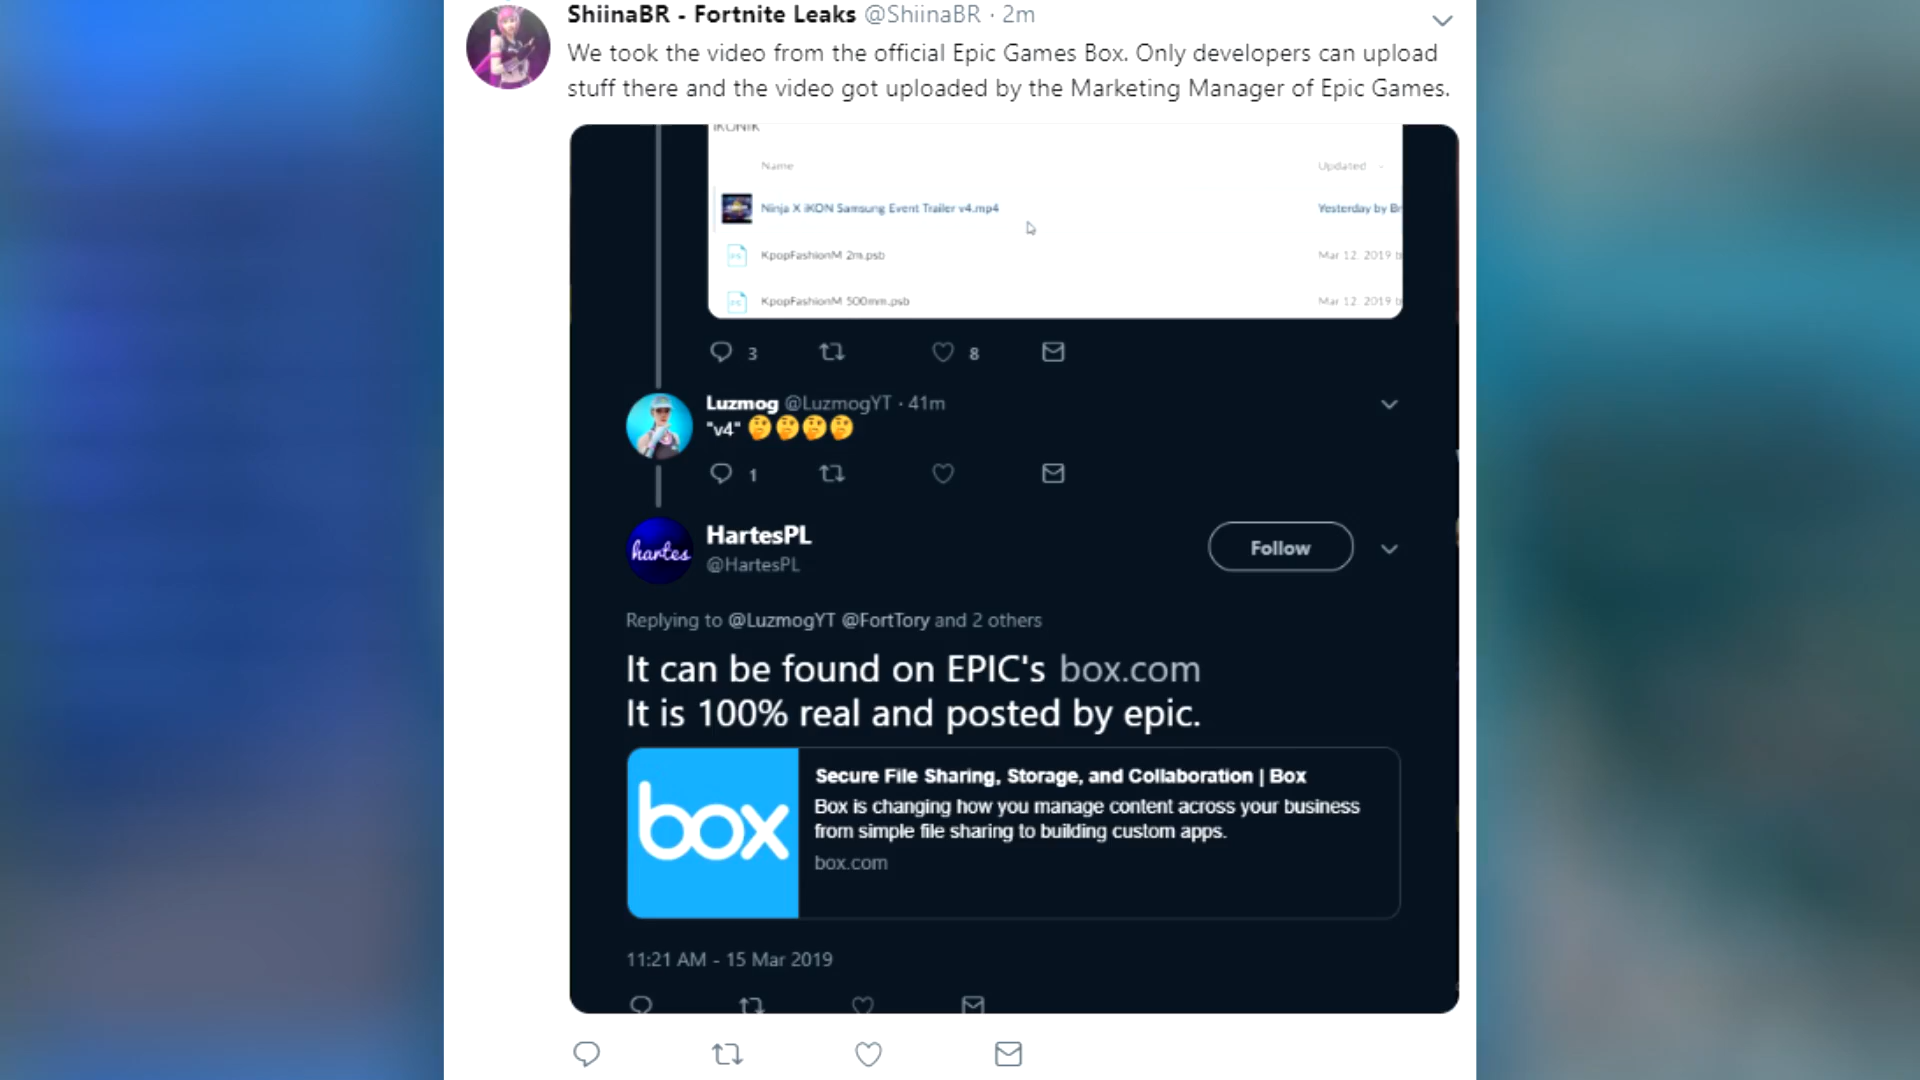 ShiinaBR - Fortnite Leaks @ShiinaBR · 2m
We took the video from the official Epic Games Box. Only developers can upload
stuff there and the video got uploaded by the Marketing Manager of Epic Games.
IKONIK
Name Updated
Ninja X iKON Samsung Event Trailer v4.mp4 Yesterday by Br
KpopFashionM 2m.psb Mar 12, 2019 b
KpopFashionM 500mm.psb Mar 12, 2019 b
3 8
Luzmog @LuzmogYT · 41m
"v4" 🤔🤔🤔🤔
1
hartes
HartesPL
@HartesPL
Follow
Replying to @LuzmogYT @FortTory and 2 others
It can be found on EPIC's box.com
It is 100% real and posted by epic.
box
Secure File Sharing, Storage, and Collaboration | Box
Box is changing how you manage content across your business
from simple file sharing to building custom apps.
box.com
11:21 AM - 15 Mar 2019